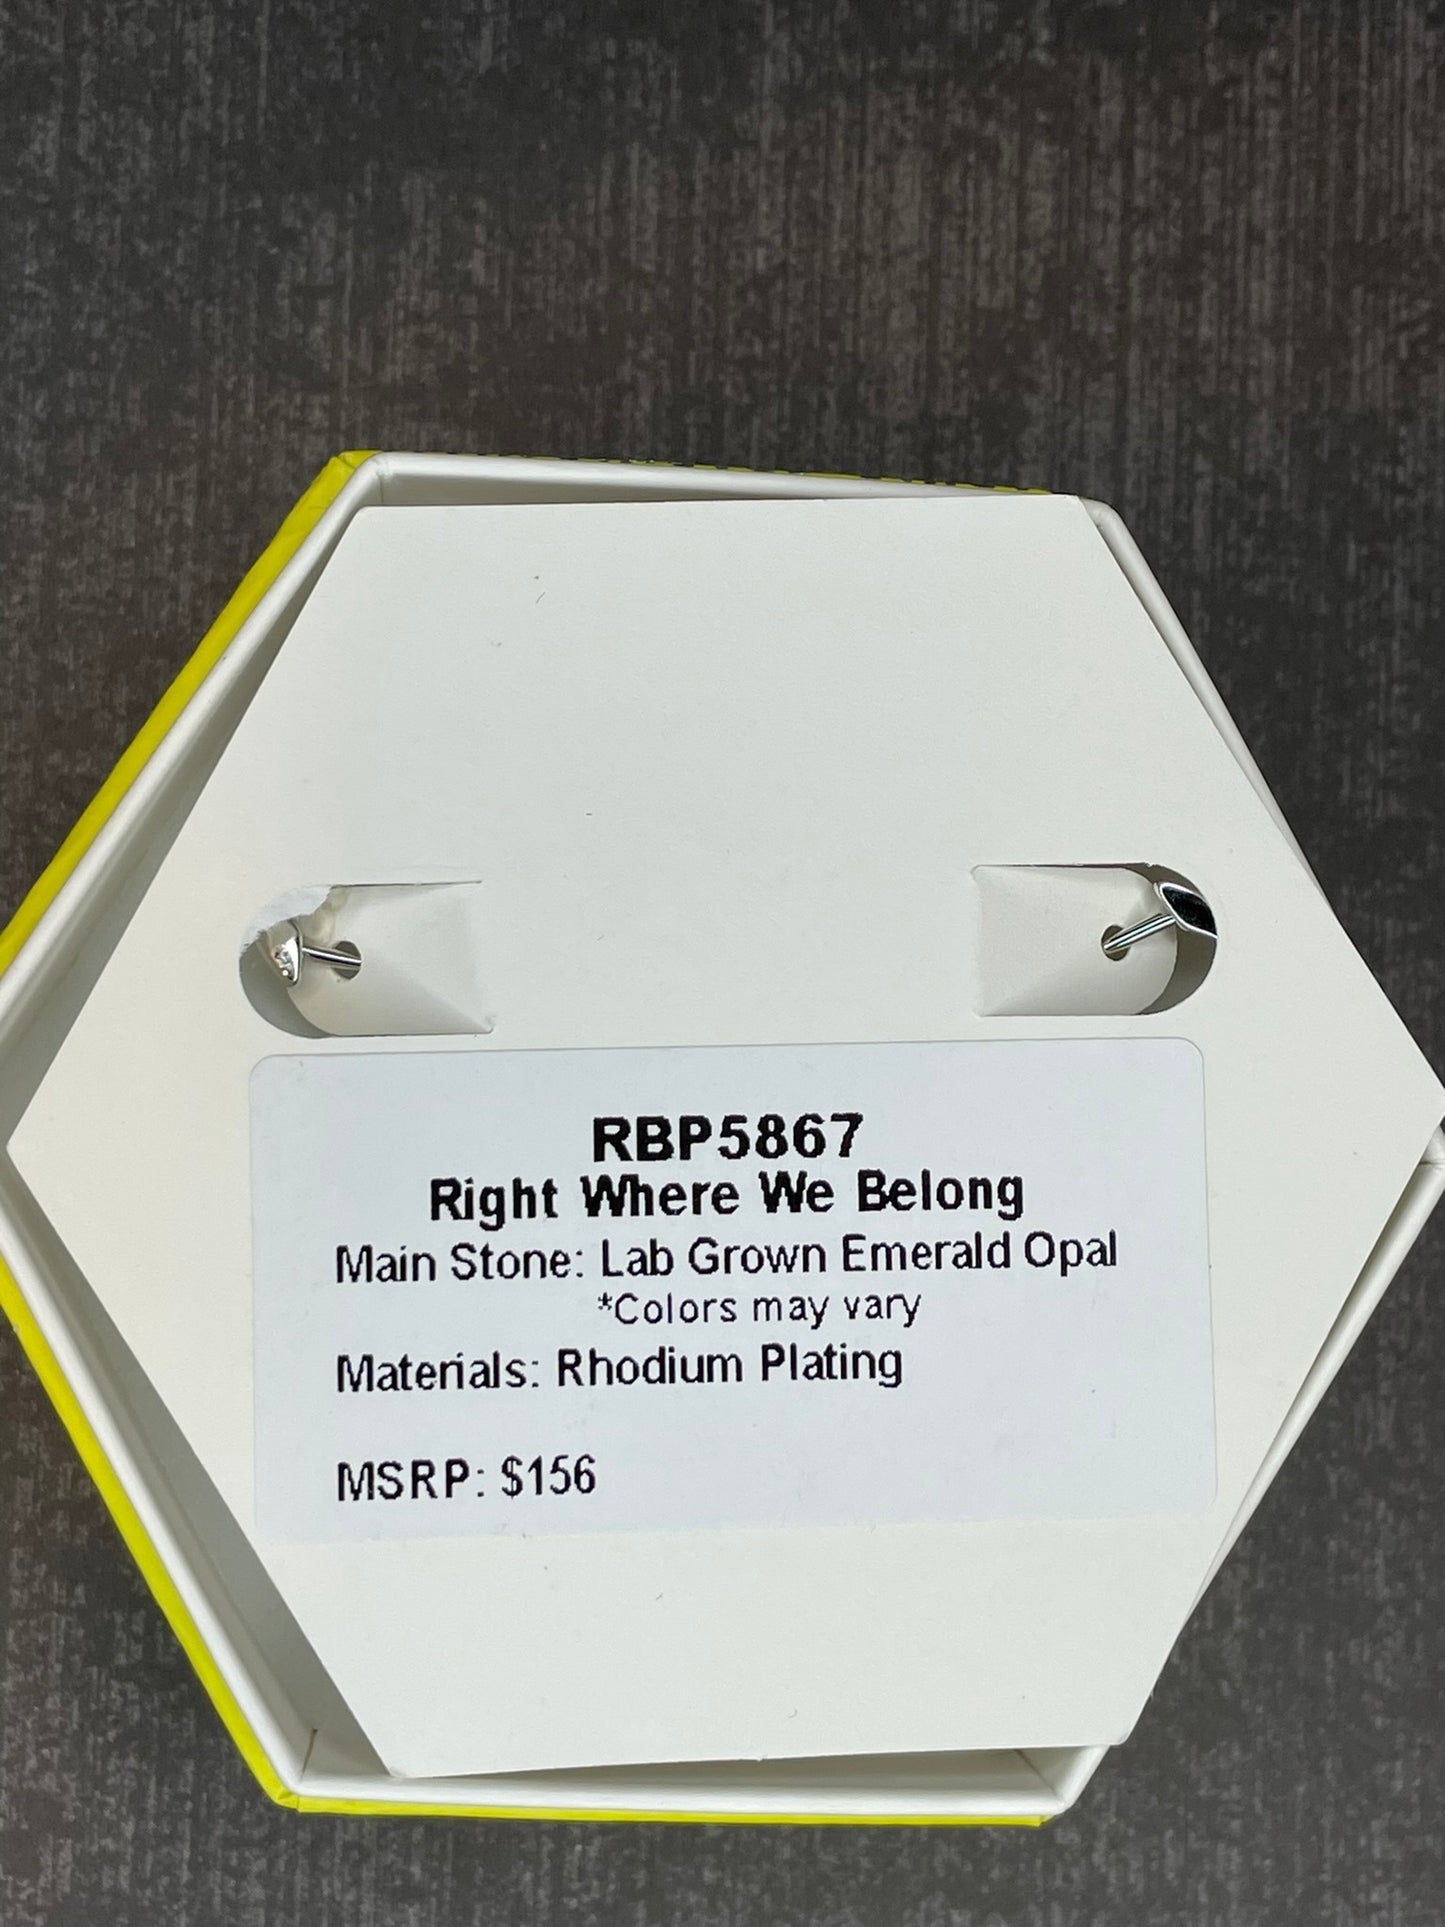 RBP5867
Right Where We Belong
Main Stone: Lab Grown Emerald Opal
*Colors may vary
Materials: Rhodium Plating
MSRP: $156